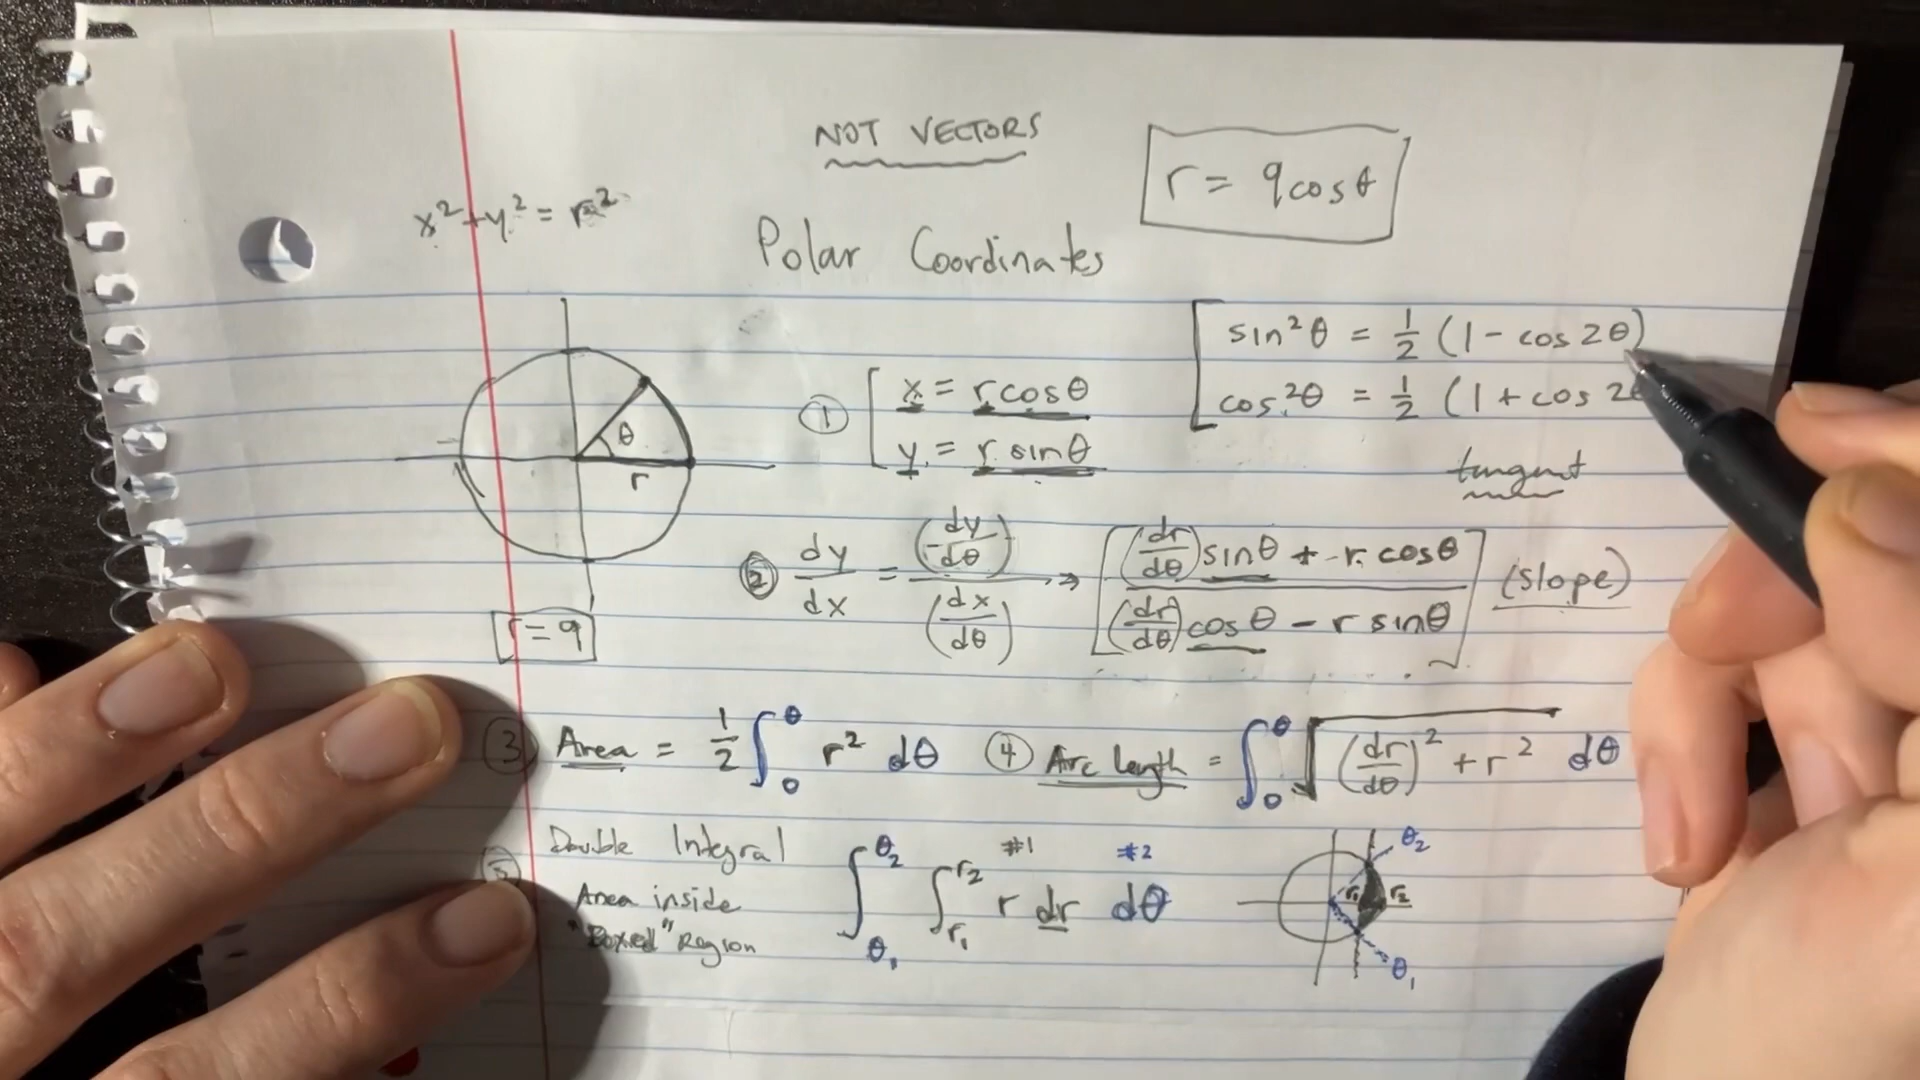 NOT VECTORS
r = 9cosθ
x² + y² = r²
Polar Coordinates
sin²θ = 1/2 (1 - cos 2θ)
cos²θ = 1/2 (1 + cos 2θ
① x = r cosθ
y = r sinθ
θ
r
r = 9
tangent
② dy/dx = (dy/dθ)/(dx/dθ) → [(dr/dθ) sinθ + r cosθ]/[(dr/dθ) cosθ - r sinθ] (slope)
③ Area = 1/2 ∫₀^θ r² dθ
④ Arc length = ∫₀^θ √((dr/dθ)² + r²) dθ
⑤ Double Integral
Area inside
"Boxed" Region
#1 #2
∫_θ₁^θ₂ ∫_r₁^r₂ r dr dθ
θ₂
r₁ r₂
θ₁